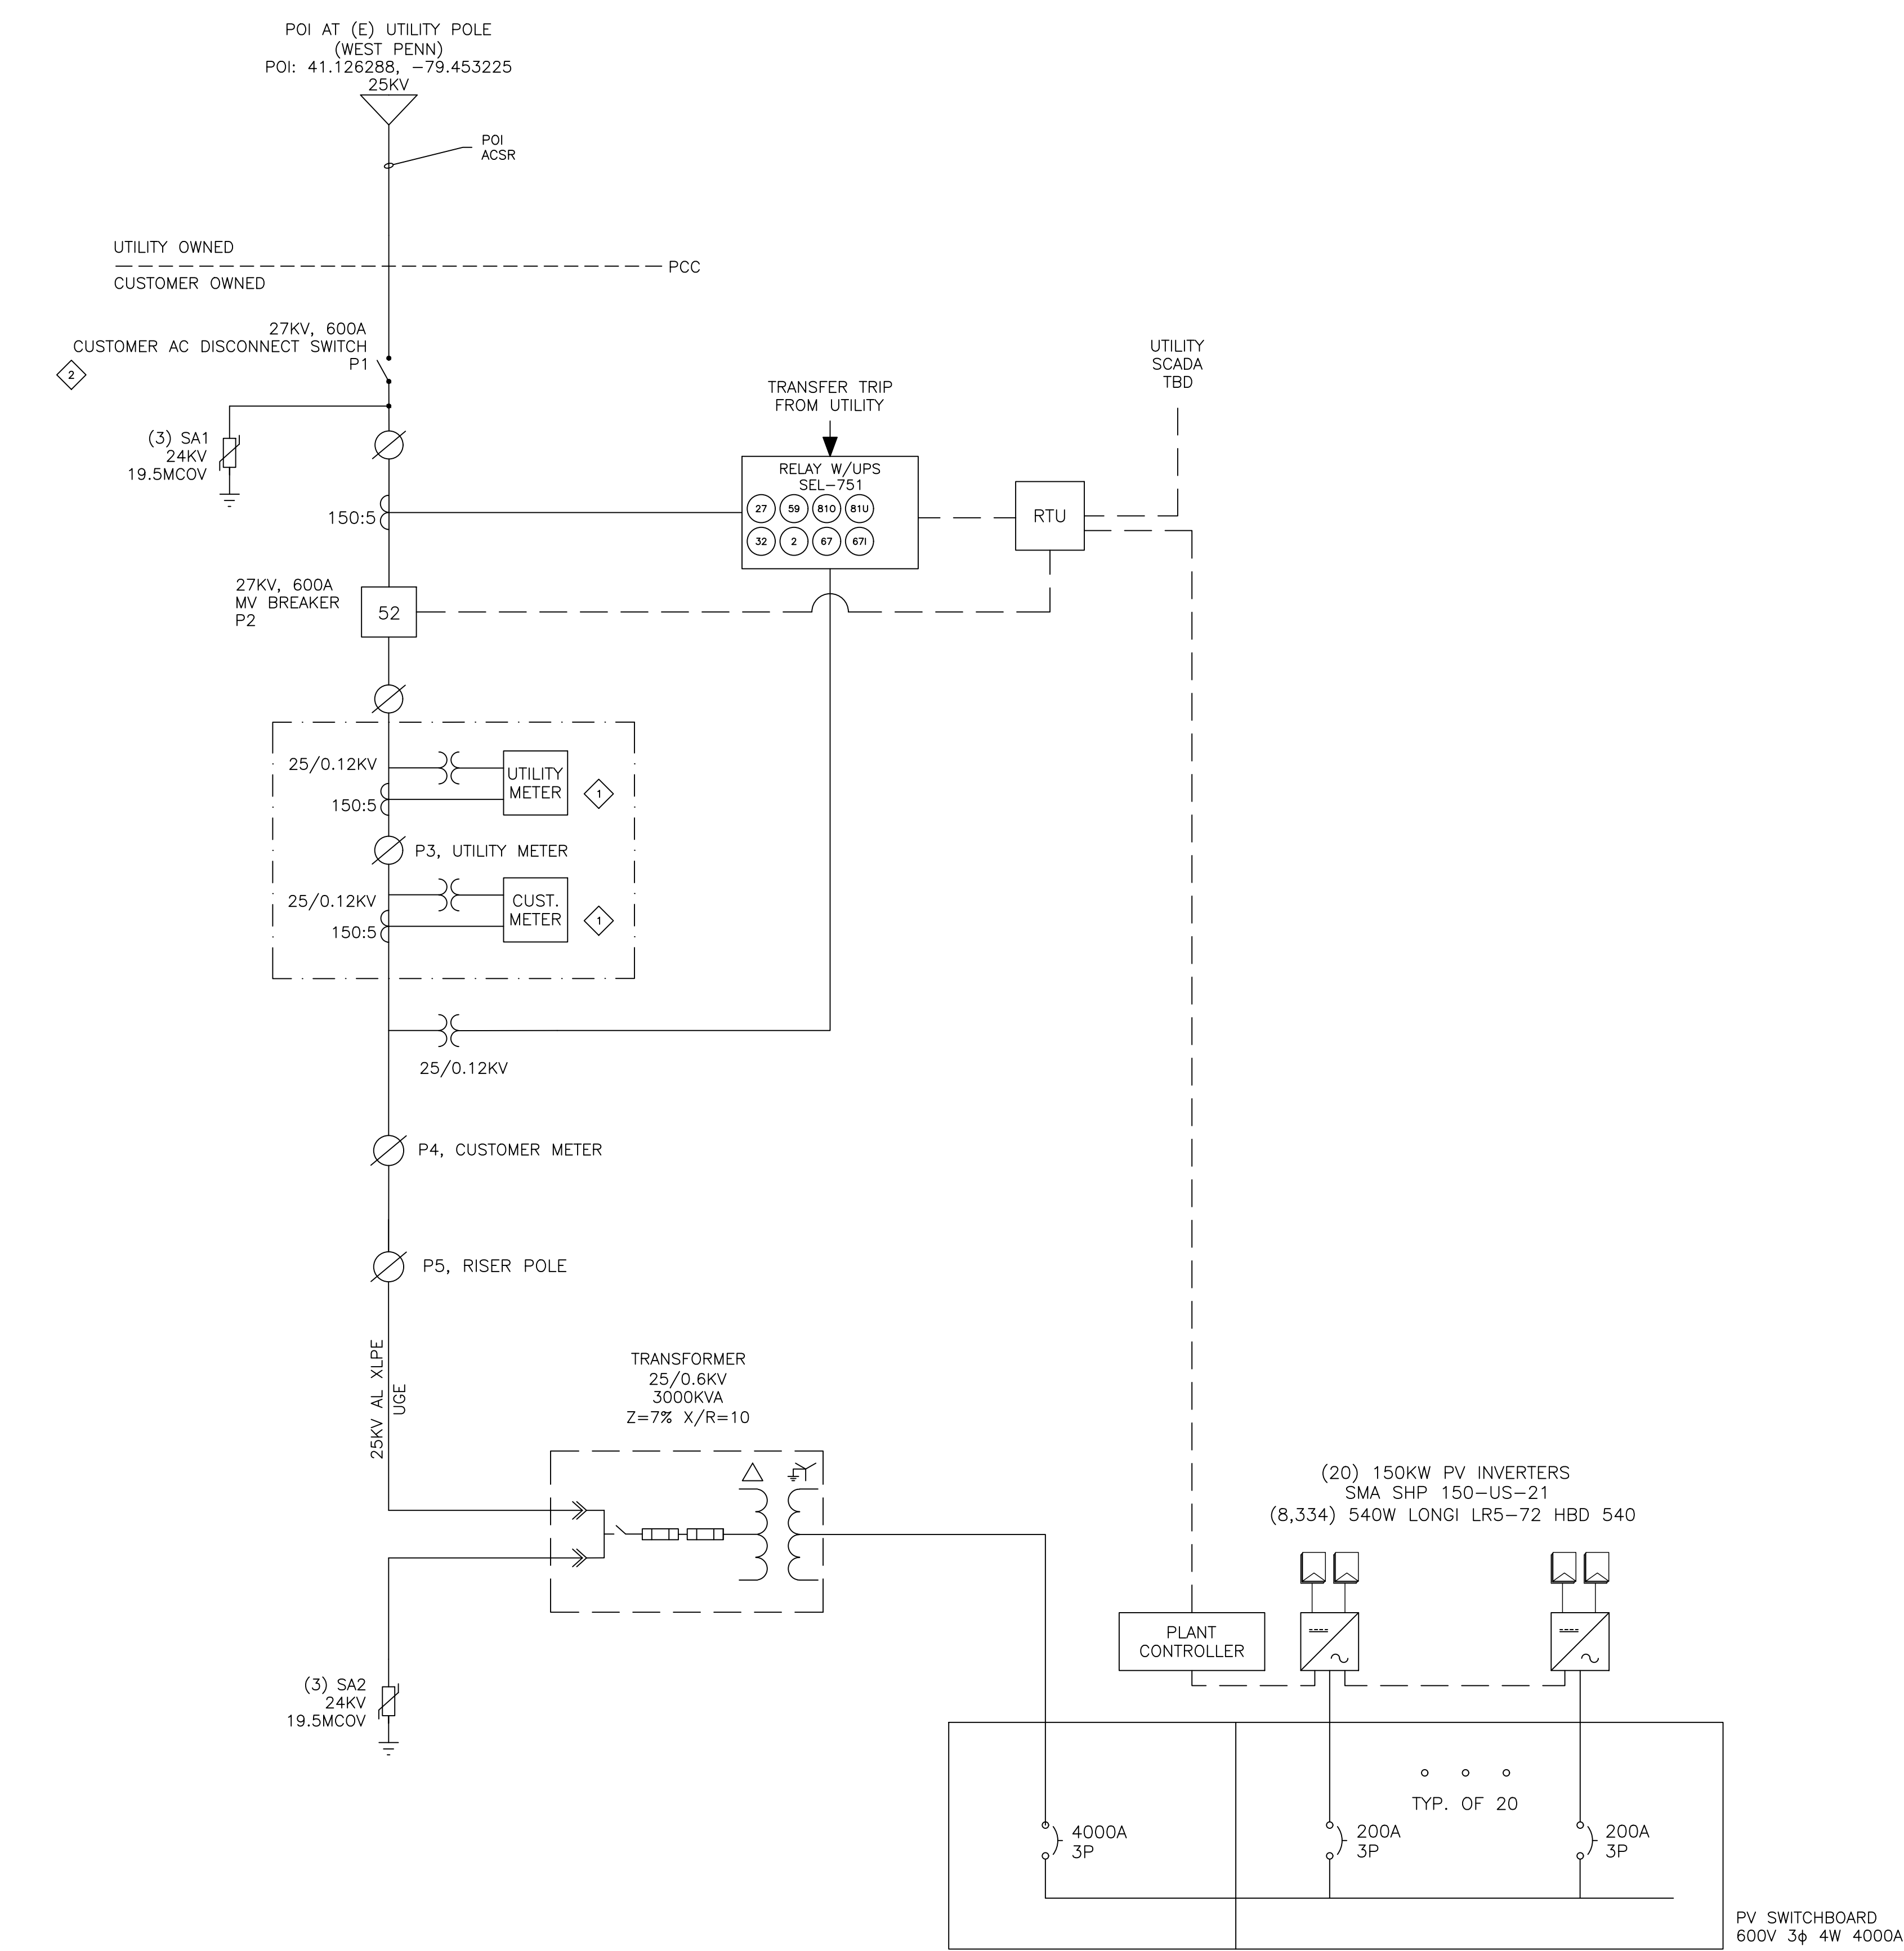 POI AT (E) UTILITY POLE
(WEST PENN)
POI: 41.126288, −79.453225
25KV
POI
ACSR
UTILITY OWNED
PCC
CUSTOMER OWNED
27KV, 600A
CUSTOMER AC DISCONNECT SWITCH
P1
2
(3) SA1
24KV
19.5MCOV
150:5
TRANSFER TRIP
FROM UTILITY
RELAY W/UPS
SEL−751
27 59 81O 81U
32 2 67 67I
RTU
UTILITY
SCADA
TBD
27KV, 600A
MV BREAKER
P2
52
25/0.12KV
150:5
UTILITY
METER
1
P3, UTILITY METER
25/0.12KV
150:5
CUST.
METER
1
25/0.12KV
P4, CUSTOMER METER
P5, RISER POLE
25KV AL XLPE
UGE
TRANSFORMER
25/0.6KV
3000KVA
Z=7% X/R=10
(3) SA2
24KV
19.5MCOV
(20) 150KW PV INVERTERS
SMA SHP 150−US−21
(8,334) 540W LONGI LR5−72 HBD 540
PLANT
CONTROLLER
TYP. OF 20
4000A
3P
200A
3P
200A
3P
PV SWITCHBOARD
600V 3ϕ 4W 4000A